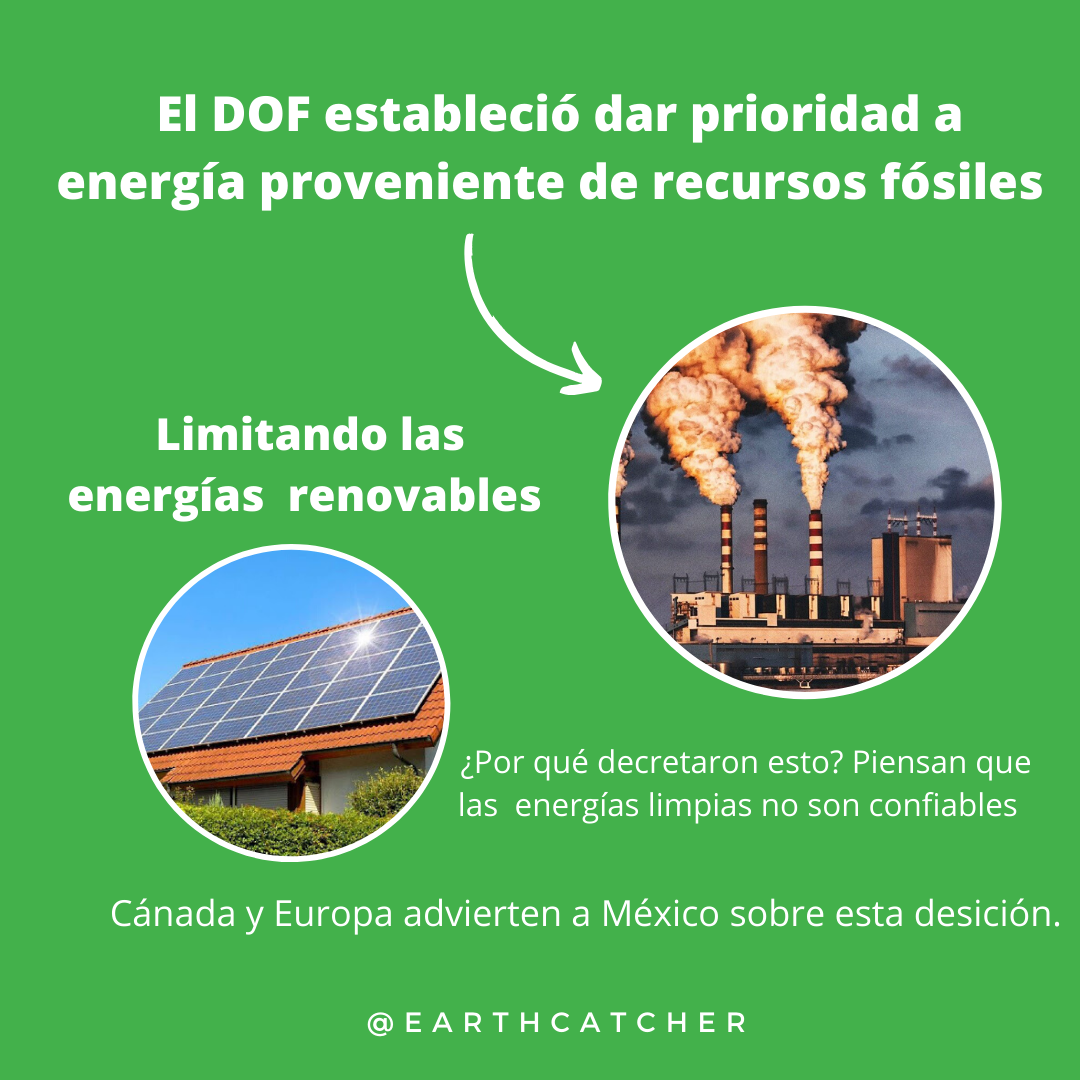 El DOF estableció dar prioridad a
energía proveniente de recursos fósiles
Limitando las
energías renovables
¿Por qué decretaron esto? Piensan que
las energías limpias no son confiables
Cánada y Europa advierten a México sobre esta desición.
@EARTHCATCHER